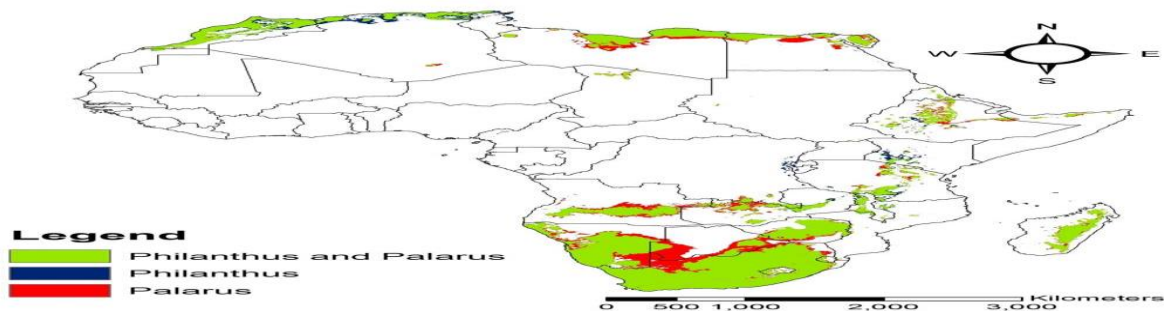 N
W E
S
Legend
Philanthus and Palarus
Philanthus
Palarus
Kilometers
0 500 1,000 2,000 3,000